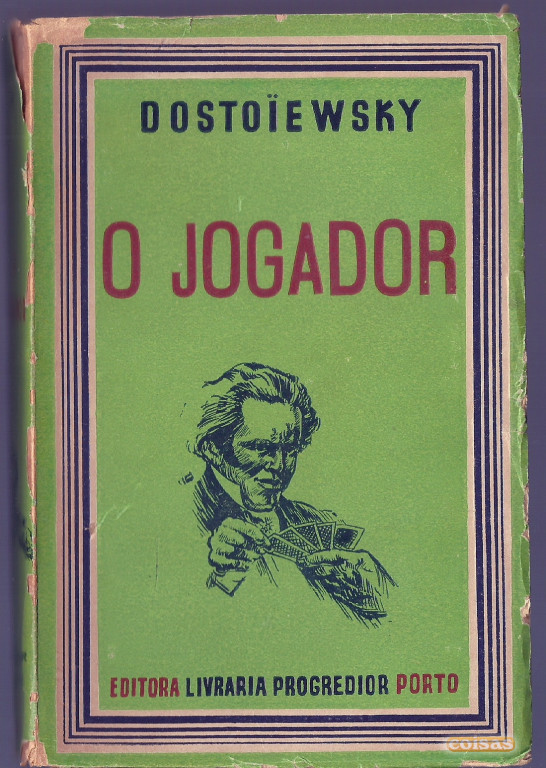 DOSTOÏEWSKY
O JOGADOR
EDITORA LIVRARIA PROGREDIOR PORTO
coisas